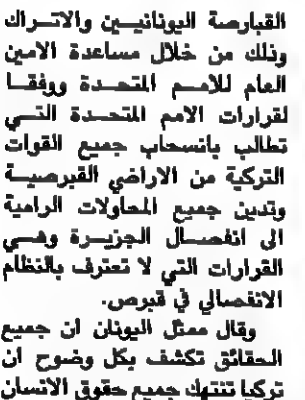 القبارصة اليونانيين والاتراك
وذلك من خلال مساعدة الامين
العام للامم المتحدة ووفقا
لقرارات الامم المتحدة التي
تطالب بانسحاب جميع القوات
التركية من الاراضي القبرصية
وتدين جميع المحاولات الرامية
الى انفصال الجزيرة وهي
القرارات التي لا تعترف بالنظام
الانفصالي في قبرص.
وقال ممثل اليونان ان جميع
الحقائق تكشف بكل وضوح ان
تركيا تنتهك جميع حقوق الانسان